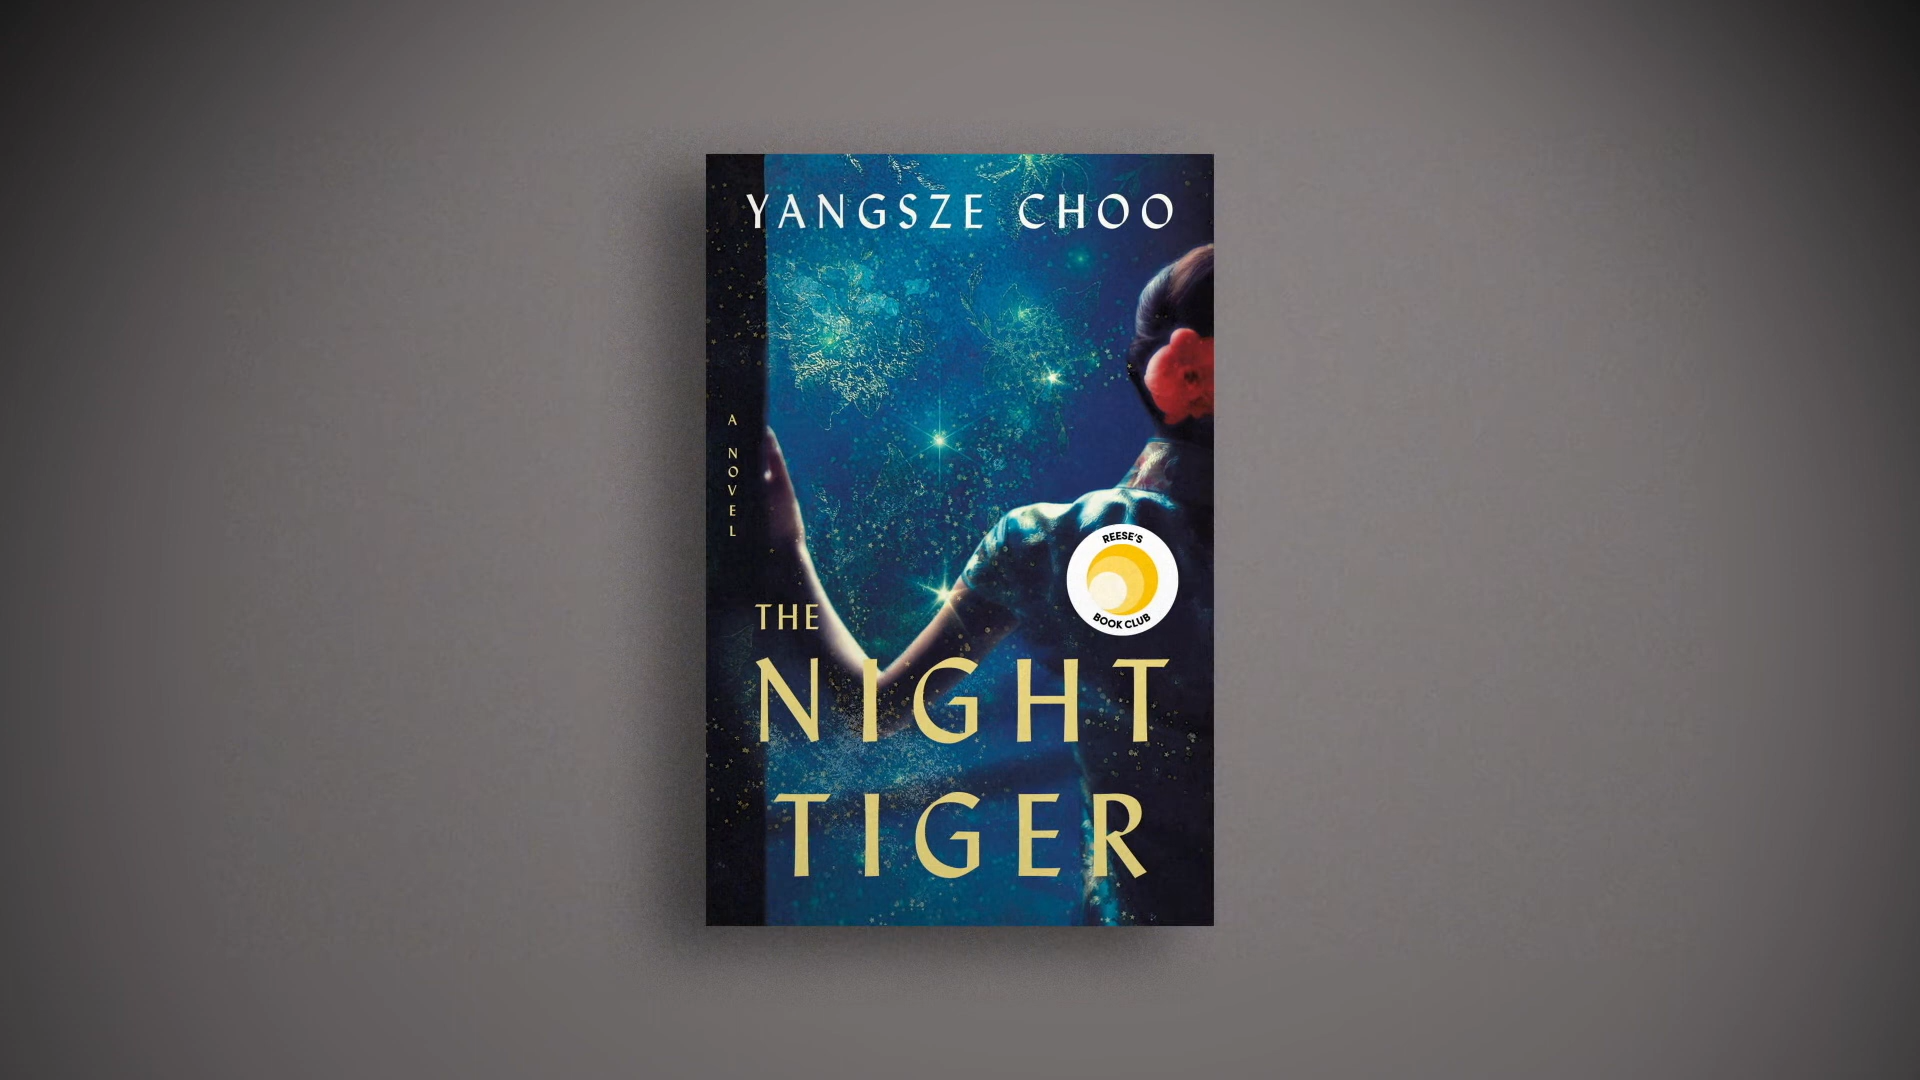 YANGSZE CHOO
A NOVEL
REESE'S
BOOK CLUB
THE
NIGHT
TIGER